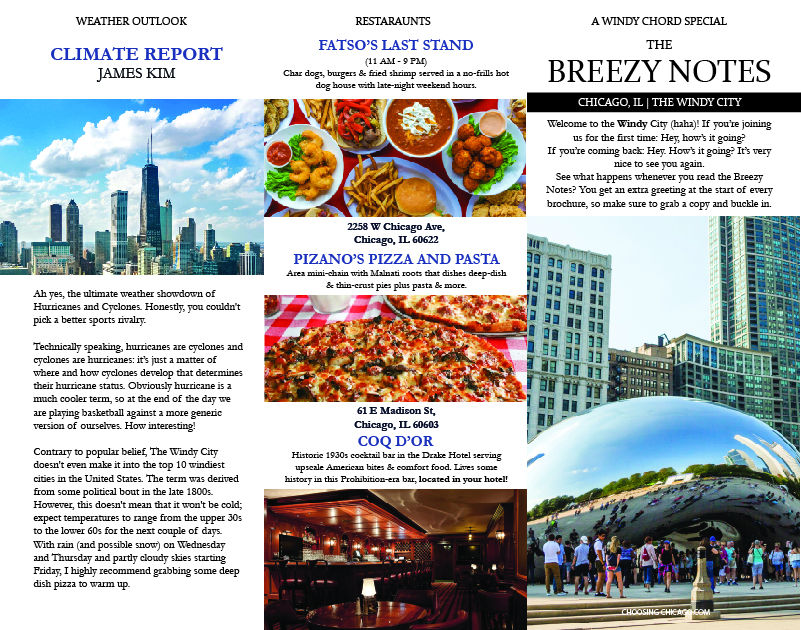 WEATHER OUTLOOK
CLIMATE REPORT
JAMES KIM
Ah yes, the ultimate weather showdown of
Hurricanes and Cyclones. Honestly, you couldn't
pick a better sports rivalry.
Technically speaking, hurricanes are cyclones and
cyclones are hurricanes: it's just a matter of
where and how cyclones develop that determines
their hurricane status. Obviously hurricane is a
much cooler term, so at the end of the day we
are playing basketball against a more generic
version of ourselves. How interesting!
Contrary to popular belief, The Windy City
doesn't even make it into the top 10 windiest
cities in the United States. The term was derived
from some political bout in the late 1800s.
However, this doesn't mean that it won't be cold;
expect temperatures to range from the upper 30s
to the lower 60s for the next couple of days.
With rain (and possible snow) on Wednesday
and Thursday and partly cloudy skies starting
Friday, I highly recommend grabbing some deep
dish pizza to warm up.
RESTARAUNTS
FATSO'S LAST STAND
(11 AM - 9 PM)
Char dogs, burgers & fried shrimp served in a no-frills hot
dog house with late-night weekend hours.
2258 W Chicago Ave,
Chicago, IL 60622
PIZANO'S PIZZA AND PASTA
Area mini-chain with Malnati roots that dishes deep-dish
& thin-crust pies plus pasta & more.
61 E Madison St,
Chicago, IL 60603
COQ D'OR
Historic 1930s cocktail bar in the Drake Hotel serving
upscale American bites & comfort food. Lives some
history in this Prohibition-era bar, located in your hotel!
A WINDY CHORD SPECIAL
THE
BREEZY NOTES
CHICAGO, IL | THE WINDY CITY
Welcome to the Windy City (haha)! If you're joining
us for the first time: Hey, how's it going?
If you're coming back: Hey. How's it going? It's very
nice to see you again.
See what happens whenever you read the Breezy
Notes? You get an extra greeting at the start of every
brochure, so make sure to grab a copy and buckle in.
CHOOSING CHICAGO.COM